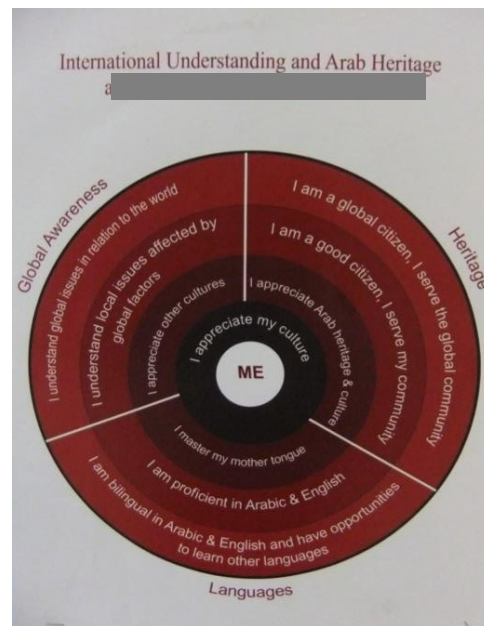 International Understanding and Arab Heritage
a
Global Awareness
I understand global issues in relation to the world
I understand local issues affected by
global factors
I appreciate other cultures
Heritage
I am a global citizen, I serve the global community
I am a good citizen, I serve my community
I appreciate Arab heritage & culture
I appreciate my culture
ME
I master my mother tongue
I am proficient in Arabic & English
I am bilingual in Arabic & English and have opportunities
to learn other languages
Languages